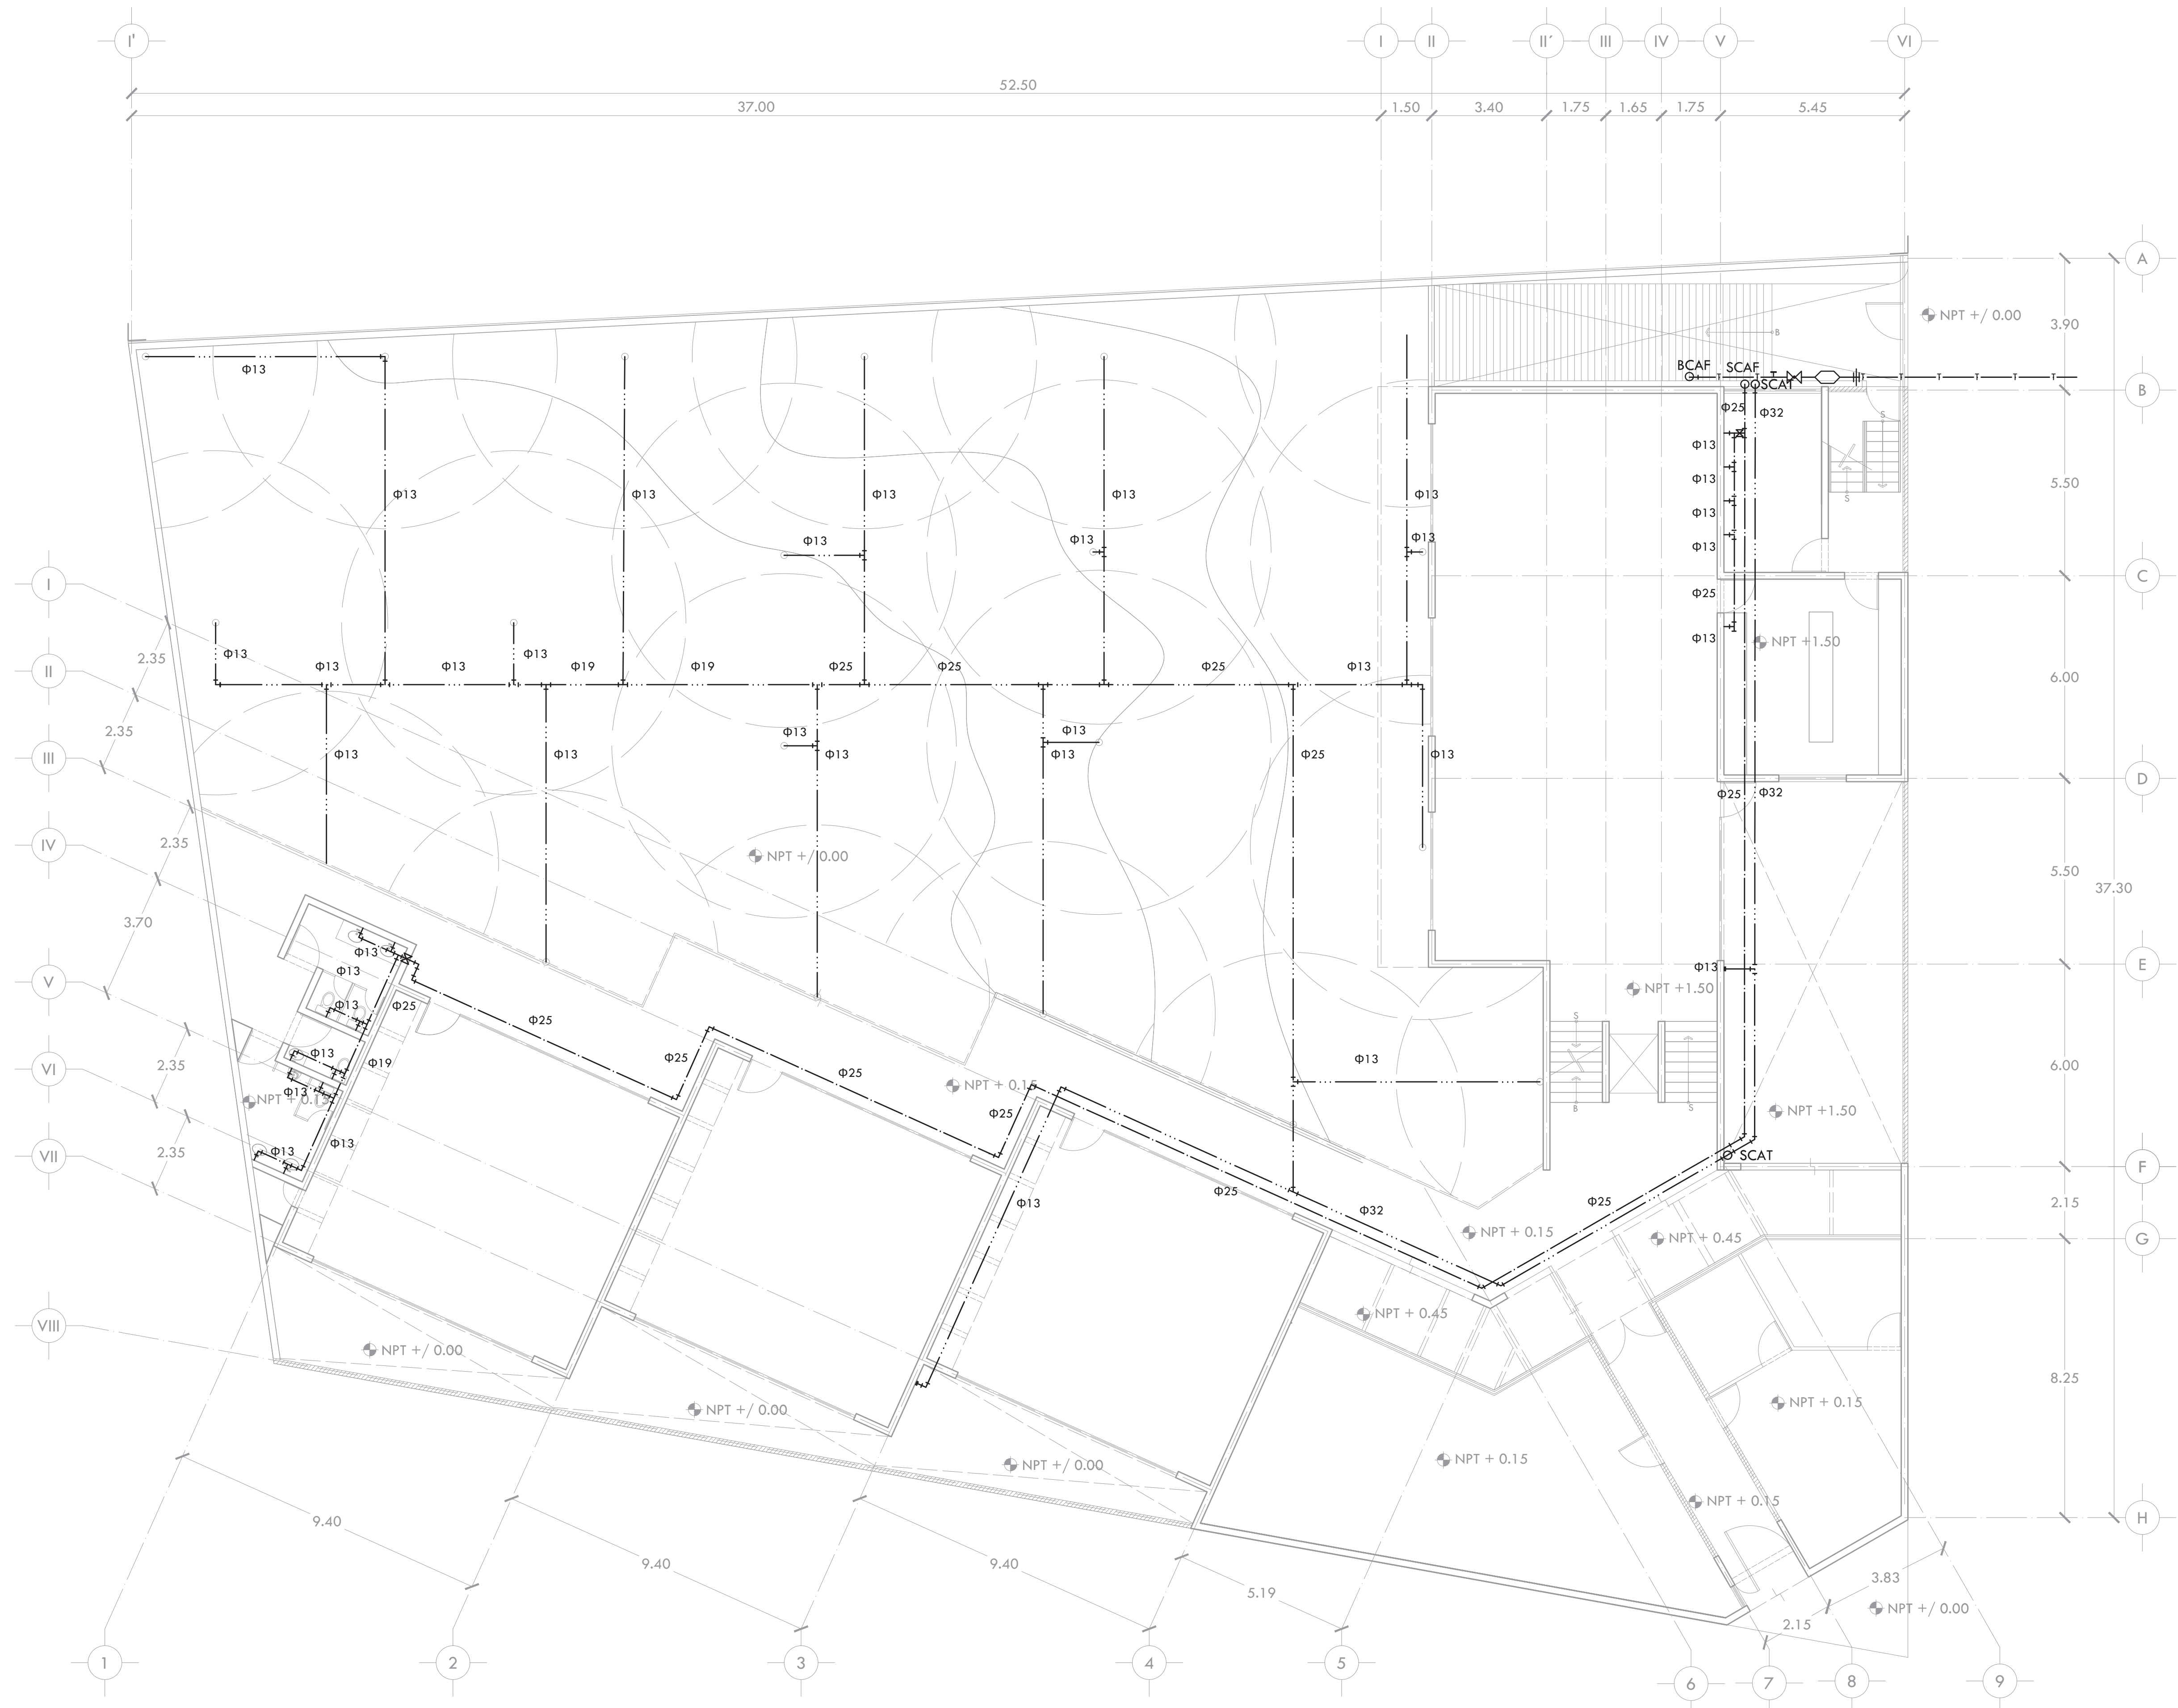 I' I II II´ III IV V VI
52.50
37.00 1.50 3.40 1.75 1.65 1.75 5.45
A
NPT +/ 0.00
3.90
BCAF SCAF
SCAT
Φ13
B
Φ25 Φ32
S
B
Φ13
Φ13
5.50
Φ13 Φ13 Φ13 Φ13 Φ13
S
Φ13
Φ13 Φ13 Φ13
Φ13
I
C
Φ25
Φ13
NPT +1.50
2.35
Φ13 Φ13
Φ13 Φ13 Φ19 Φ19 Φ25 Φ25 Φ25 Φ13
II
6.00
2.35
Φ13 Φ13
III
Φ13 Φ13 Φ13 Φ13 Φ25 Φ13
D
Φ25 Φ32
2.35
IV
NPT +/ 0.00
5.50
37.30
3.70
Φ13
E
Φ13
Φ13
V
NPT +1.50
Φ13 Φ25
Φ25
S S
Φ13 Φ19 Φ25
Φ25
Φ13
2.35
VI
6.00
Φ13
NPT + 0.15
NPT + 0.15
Φ25
B S
NPT +1.50
Φ13
Φ13
2.35
VII
SCAT
F
Φ25
Φ13
Φ32
Φ25
2.15
NPT + 0.15
NPT + 0.45
G
NPT + 0.45
VIII
NPT +/ 0.00
8.25
NPT +/ 0.00
NPT + 0.15
NPT +/ 0.00
NPT + 0.15
NPT + 0.15
H
9.40
9.40
9.40
5.19
3.83
NPT +/ 0.00
2.15
1 2 3 4 5 6 7 8 9